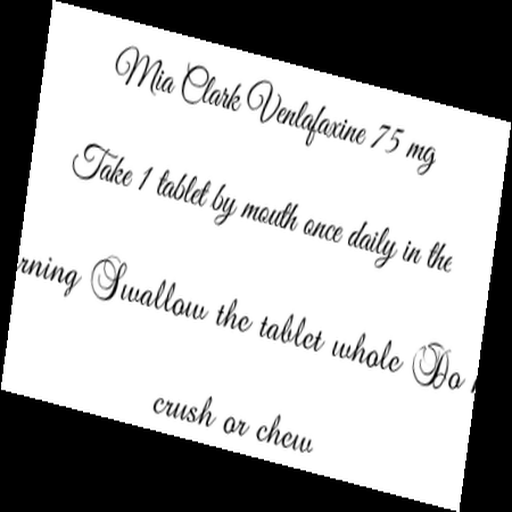 Mia Clark Venlafaxine 75 mg
Take 1 tablet by mouth once daily in the
rning Swallow the tablet whole Do
crush or chew